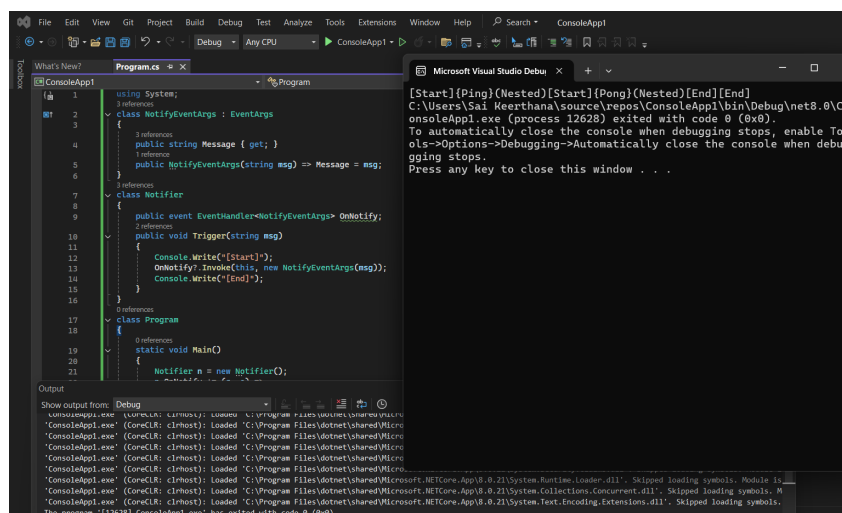 File Edit View Git Project Build Debug Test Analyze Tools Extensions Window Help Search ConsoleApp1
Debug Any CPU ConsoleApp1
Toolbox
What's New? Program.cs
ConsoleApp1 Program
1 using System;
3 references
2 class NotifyEventArgs : EventArgs
3 {
3 references
4 public string Message { get; }
1 reference
5 public NotifyEventArgs(string msg) => Message = msg;
6 }
3 references
7 class Notifier
8 {
9 public event EventHandler<NotifyEventArgs> OnNotify;
2 references
10 public void Trigger(string msg)
11 {
12 Console.Write("[Start]");
13 OnNotify?.Invoke(this, new NotifyEventArgs(msg));
14 Console.Write("[End]");
15 }
16 }
0 references
17 class Program
18 {
0 references
19 static void Main()
20 {
21 Notifier n = new Notifier();
Microsoft Visual Studio Debu
[Start]{Ping}(Nested)[Start]{Pong}(Nested)[End][End]
C:\Users\Sai Keerthana\source\repos\ConsoleApp1\bin\Debug\net8.0\C
onsoleApp1.exe (process 12628) exited with code 0 (0x0).
To automatically close the console when debugging stops, enable To
ols->Options->Debugging->Automatically close the console when debu
gging stops.
Press any key to close this window . . .
Output
Show output from: Debug
'ConsoleApp1.exe' (CoreCLR: clrhost): Loaded 'C:\Program Files\dotnet\shared\Micro
'ConsoleApp1.exe' (CoreCLR: clrhost): Loaded 'C:\Program Files\dotnet\shared\Micro
'ConsoleApp1.exe' (CoreCLR: clrhost): Loaded 'C:\Program Files\dotnet\shared\Micro
'ConsoleApp1.exe' (CoreCLR: clrhost): Loaded 'C:\Program Files\dotnet\shared\Micro
'ConsoleApp1.exe' (CoreCLR: clrhost): Loaded 'C:\Program Files\dotnet\shared\Micro
'ConsoleApp1.exe' (CoreCLR: clrhost): Loaded 'C:\Program Files\dotnet\shared\Microsoft.NETCore.App\8.0.21\System.Runtime.Loader.dll'. Skipped loading symbols. Module is
'ConsoleApp1.exe' (CoreCLR: clrhost): Loaded 'C:\Program Files\dotnet\shared\Microsoft.NETCore.App\8.0.21\System.Collections.Concurrent.dll'. Skipped loading symbols. M
'ConsoleApp1.exe' (CoreCLR: clrhost): Loaded 'C:\Program Files\dotnet\shared\Microsoft.NETCore.App\8.0.21\System.Text.Encoding.Extensions.dll'. Skipped loading symbols.
The program '[12628] ConsoleApp1.exe' has exited with code 0 (0x0).